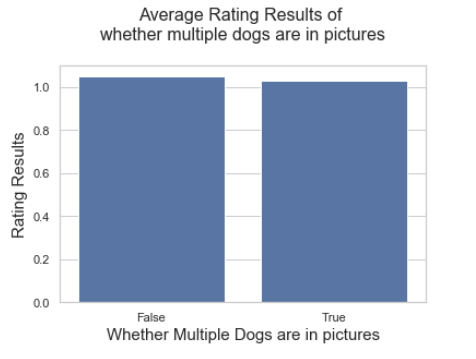 Average Rating Results of
whether multiple dogs are in pictures
1.0
0.8
0.6
0.4
0.2
0.0
Rating Results
False True
Whether Multiple Dogs are in pictures